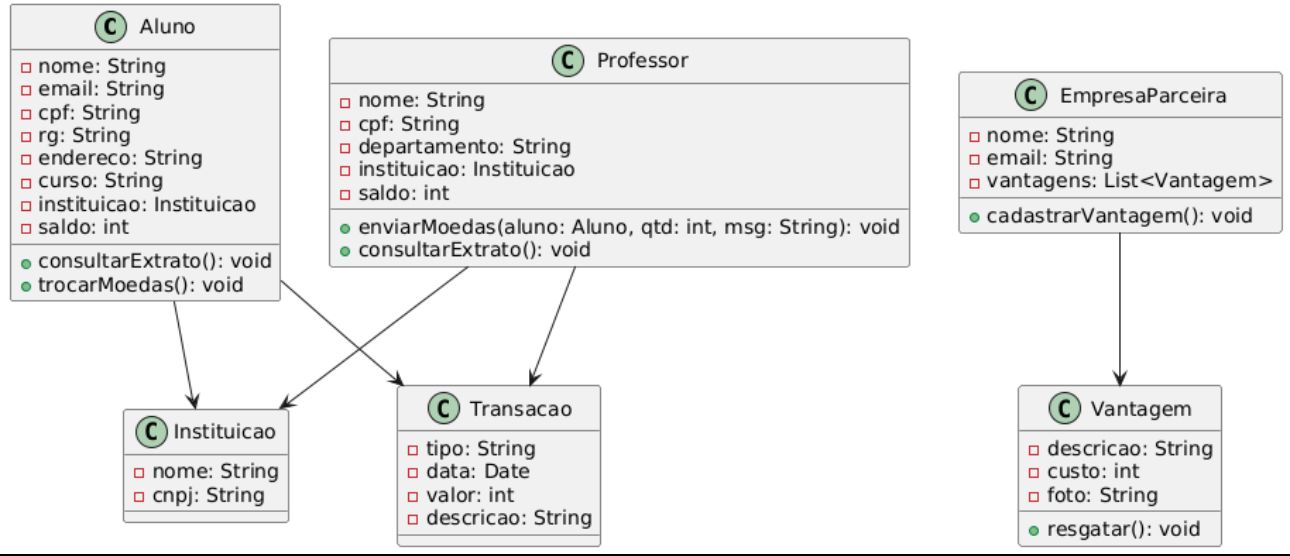 C Aluno
nome: String
email: String
cpf: String
rg: String
endereco: String
curso: String
instituicao: Instituicao
saldo: int
consultarExtrato(): void
trocarMoedas(): void
C Professor
nome: String
cpf: String
departamento: String
instituicao: Instituicao
saldo: int
enviarMoedas(aluno: Aluno, qtd: int, msg: String): void
consultarExtrato(): void
C EmpresaParceira
nome: String
email: String
vantagens: List<Vantagem>
cadastrarVantagem(): void
C Instituicao
nome: String
cnpj: String
C Transacao
tipo: String
data: Date
valor: int
descricao: String
C Vantagem
descricao: String
custo: int
foto: String
resgatar(): void